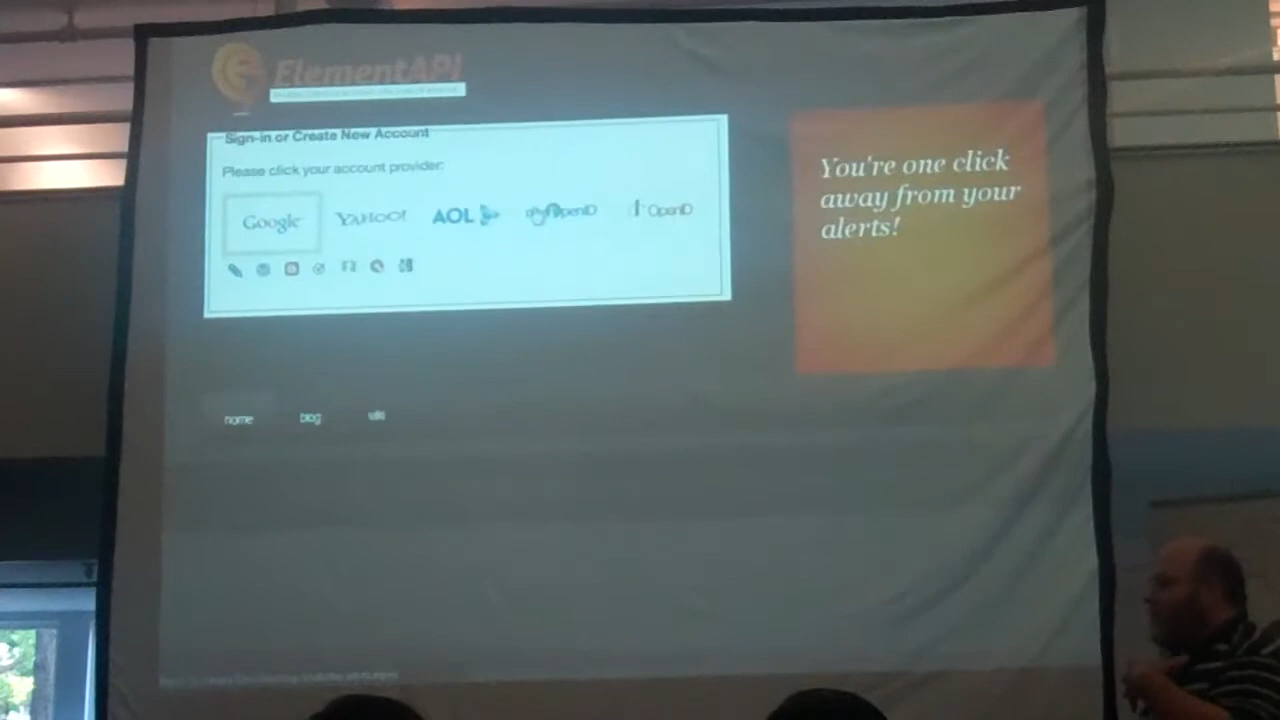 ElementAPI
Sign-in or Create New Account
Please click your account provider:
Google YAHOO! AOL myOpenID OpenID
You're one click
away from your
alerts!
home blog wiki